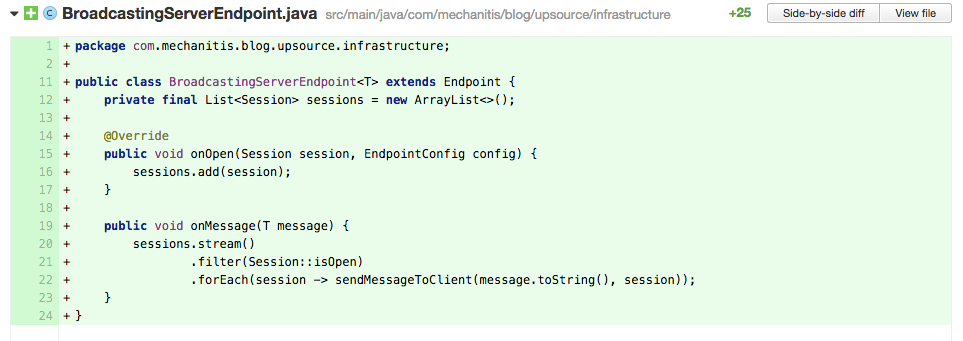 BroadcastingServerEndpoint.java src/main/java/com/mechanitis/blog/upsource/infrastructure +25 Side-by-side diff View file
1 + package com.mechanitis.blog.upsource.infrastructure;
2 +
11 + public class BroadcastingServerEndpoint<T> extends Endpoint {
12 +     private final List<Session> sessions = new ArrayList<>();
13 +
14 +     @Override
15 +     public void onOpen(Session session, EndpointConfig config) {
16 +         sessions.add(session);
17 +     }
18 +
19 +     public void onMessage(T message) {
20 +         sessions.stream()
21 +                 .filter(Session::isOpen)
22 +                 .forEach(session -> sendMessageToClient(message.toString(), session));
23 +     }
24 + }